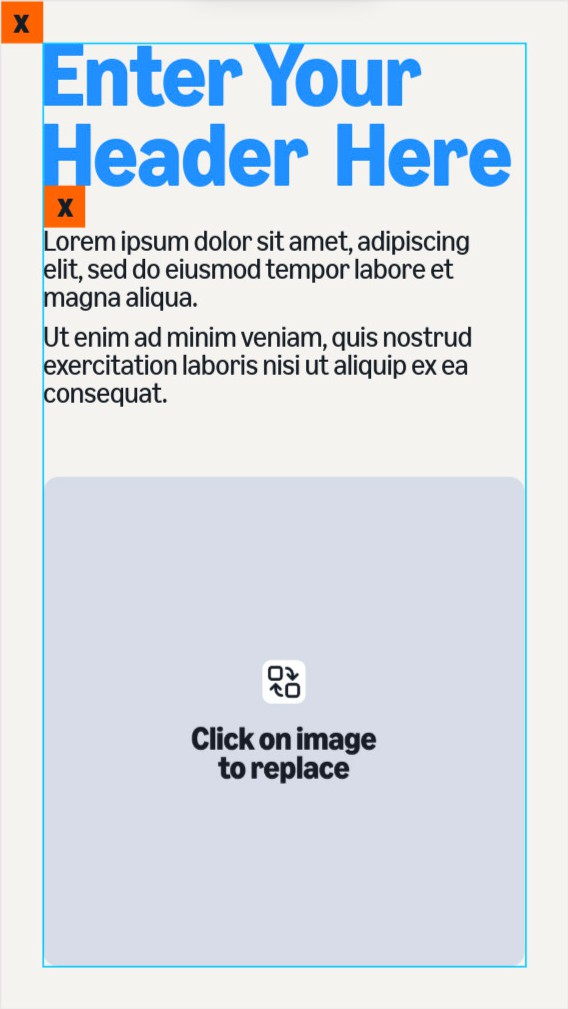 X
Enter Your
Header Here
X
Lorem ipsum dolor sit amet, adipiscing
elit, sed do eiusmod tempor labore et
magna aliqua.
Ut enim ad minim veniam, quis nostrud
exercitation laboris nisi ut aliquip ex ea
consequat.
Click on image
to replace